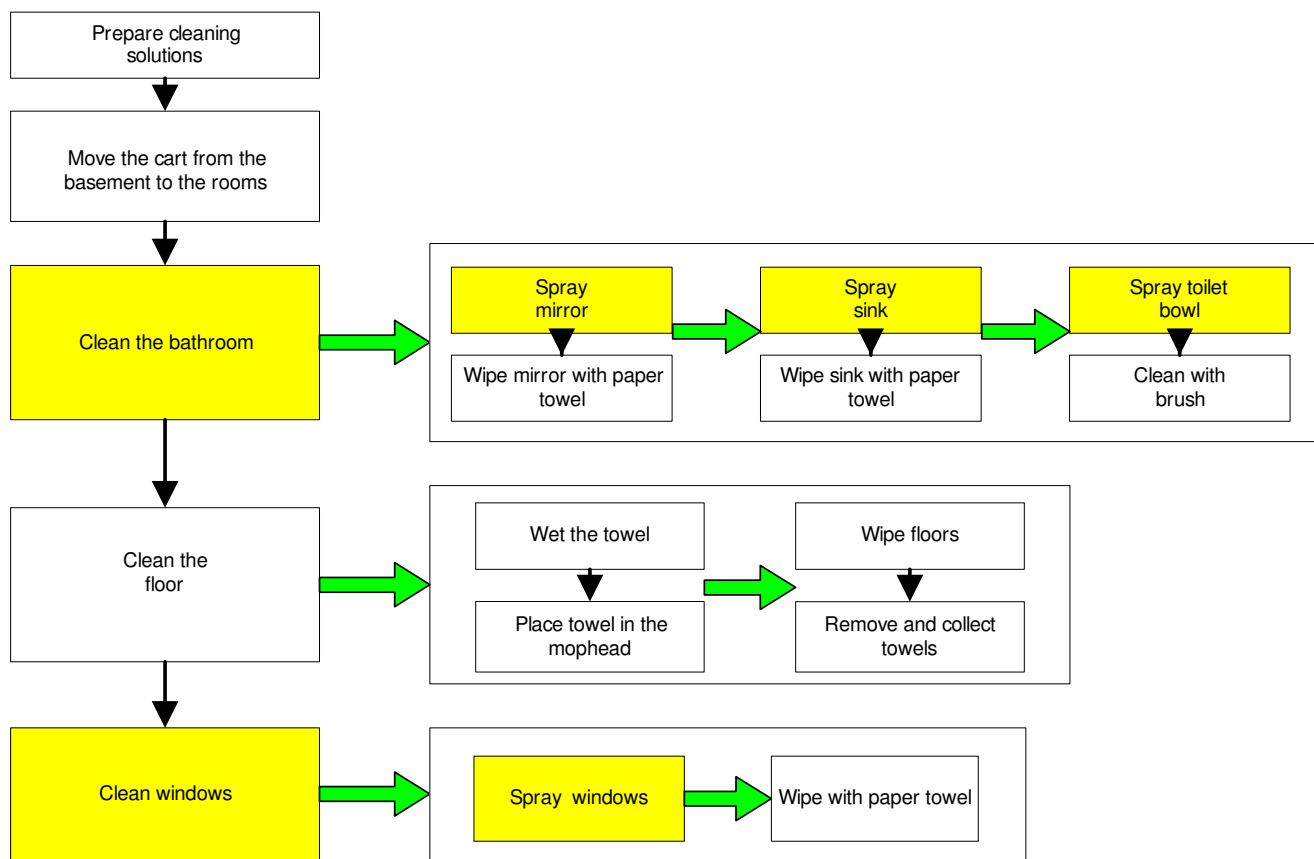 Prepare cleaning
solutions
Move the cart from the
basement to the rooms
Clean the bathroom
Spray
mirror
Wipe mirror with paper
towel
Spray
sink
Wipe sink with paper
towel
Spray toilet
bowl
Clean with
brush
Clean the
floor
Wet the towel
Place towel in the
mophead
Wipe floors
Remove and collect
towels
Clean windows
Spray windows
Wipe with paper towel